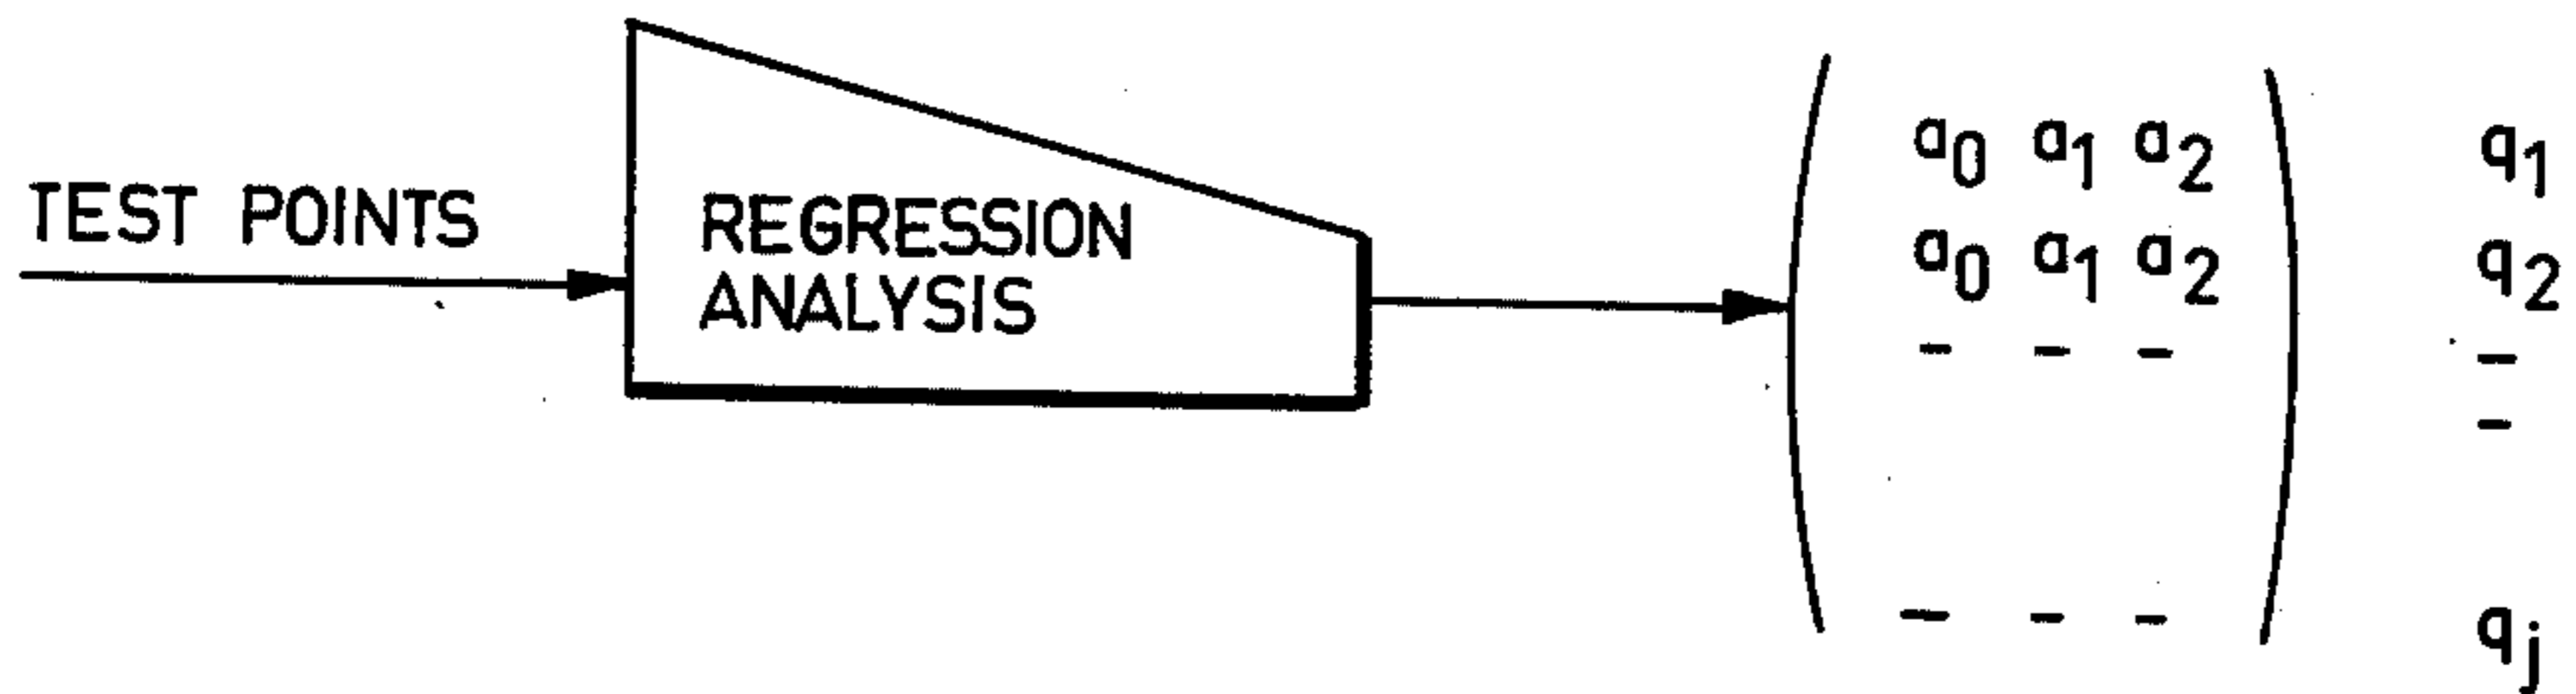 TEST POINTS
REGRESSION
ANALYSIS
a0 a1 a2 q1
a0 a1 a2 q2
- - - -
-
- - - qj